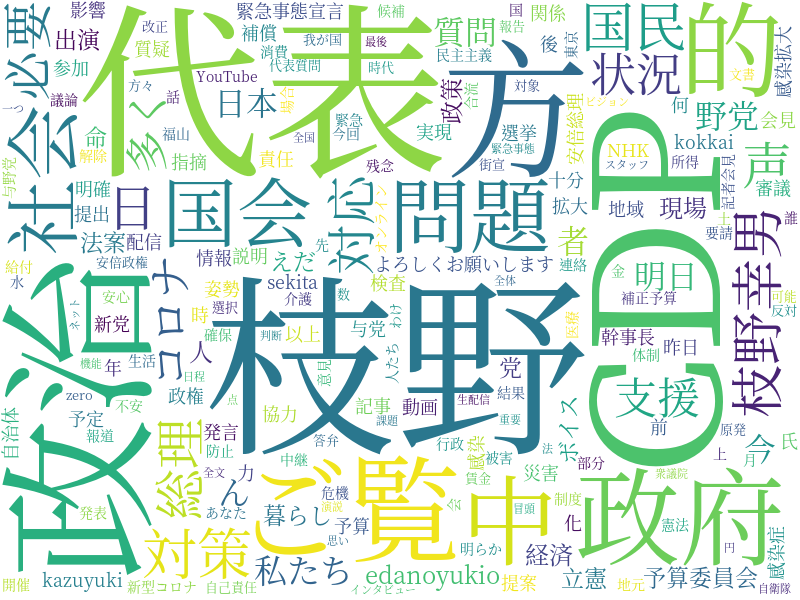 代表
枝野
政治
CDP
問題
政府
ご覧
中
方
的
国会
社会
必要
国民
状況
対応
対策
総理
コロナ
枝野幸男
支援
声
野党
質問
日本
私たち
日
多く
明日
今
者
人
ん
立憲
予算委員会
経済
暮らし
edanoyukio
kazuyuki
sekita
kokkai
NHK
YouTube
zero
よろしくお願いします
えだ
ボイス
緊急事態宣言
影響
出演
参加
質疑
補償
消費
我が国
改正
候補
最後
代表質問
時代
民主主義
国
報告
関係
後
東京
政策
合流
対象
文書
ビジョン
感染拡大
安倍総理
何
会見
記者会見
スタッフ
所得
審議
現場
地域
要請
誰
士
議論
方々
話
一つ
命
解除
与野党
指摘
福山
責任
緊急
場合
全国
今回
実現
選挙
緊急事態
街宣
残念
十分
拡大
オンライン
明確
提出
法案
配信
情報
説明
先
検査
連絡
全体
金
補正予算
可能
反対
給付
安倍政権
水
安心
新党
姿勢
介護
数
選択
時
確保
以上
判断
与党
わけ
人たち
医療
党
幹事長
昨日
体制
ネット
機能
年
生活
政権
日程
点
意見
協力
記事
動画
課題
生配信
重要
結果
前
原発
上
氏
月
自治体
予定
不安
報道
発言
防止
全文
力
答弁
中継
行政
感染
被害
法
部分
災害
化
制度
衆議院
憲法
感染症
発表
あなた
危機
演説
予算
思い
会
賃金
冒頭
明らか
提案
地元
円
自衛隊
開催
新型コロナ
自己責任
インタビュー